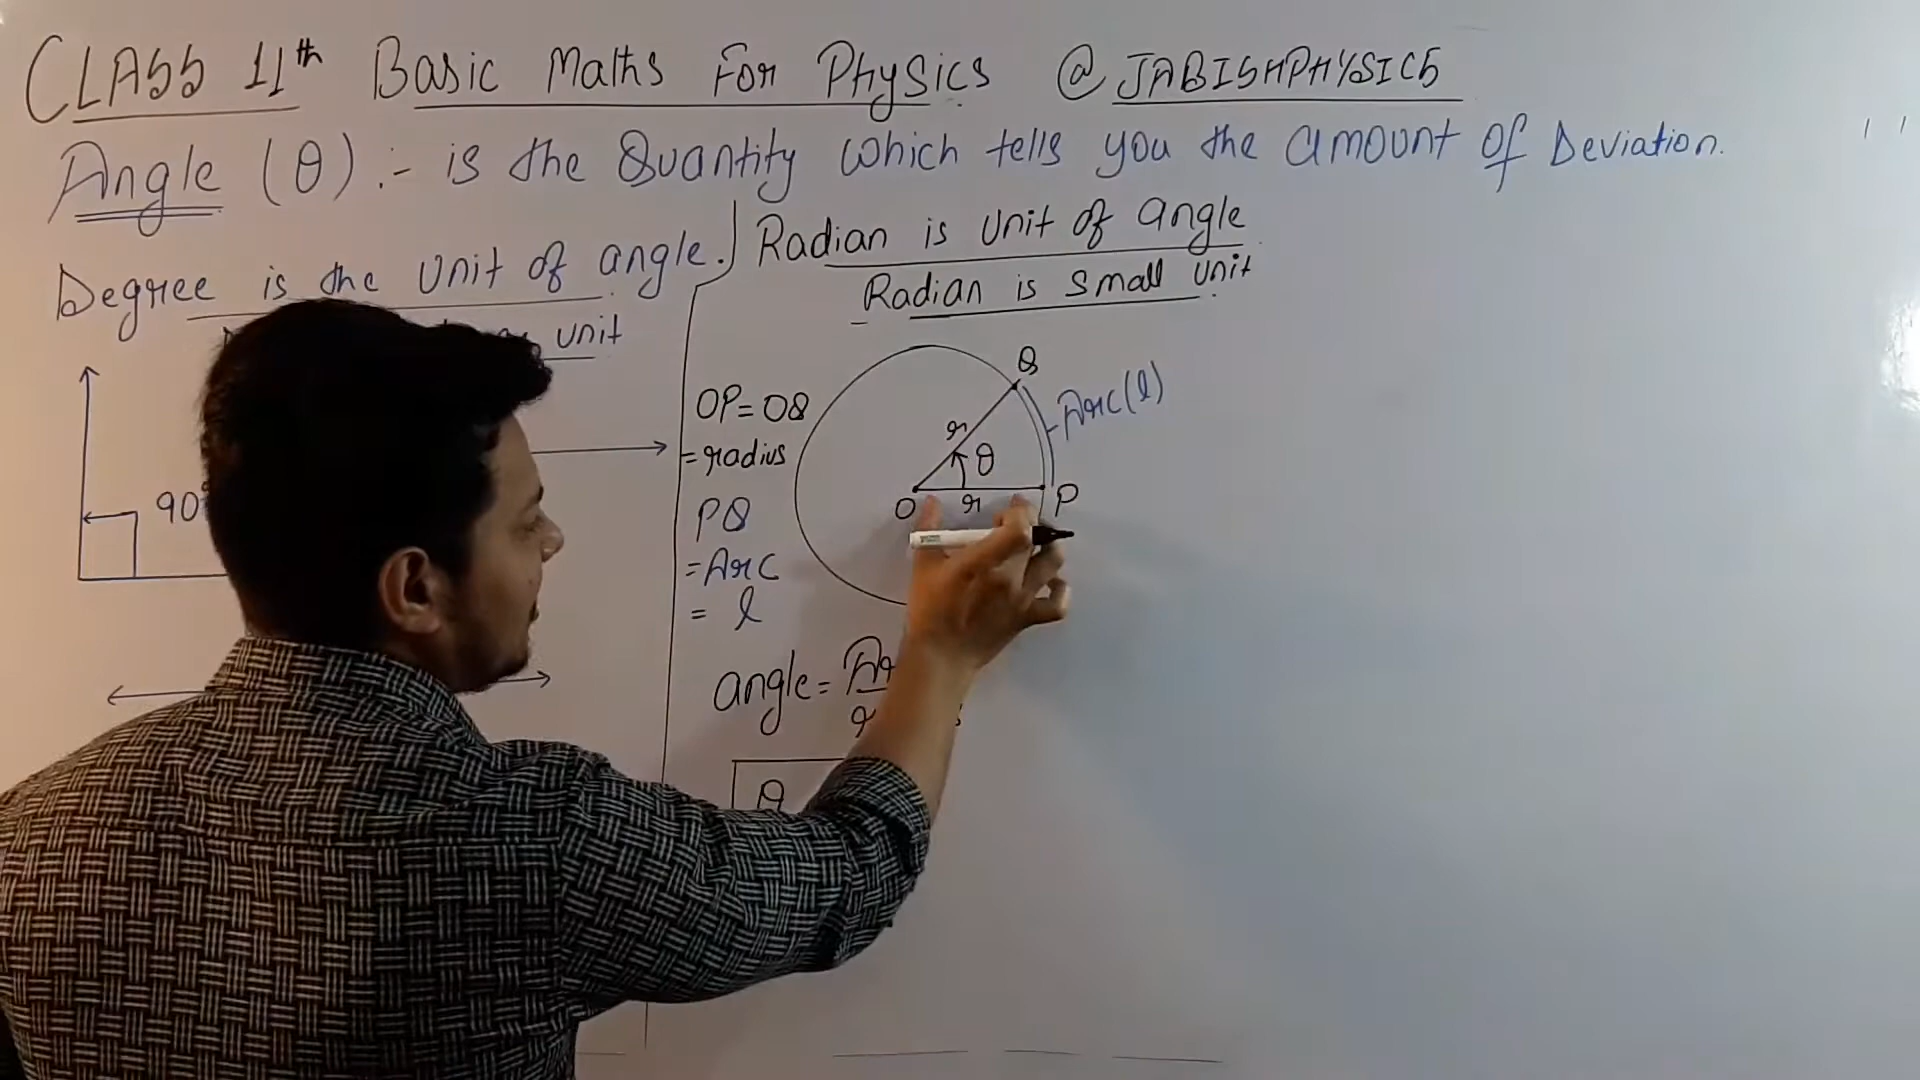 CLASS 11th Basic Maths For Physics @JABISHPHYSICS
Angle (θ) :- is the Quantity which tells you the amount of Deviation.
Degree is the unit of angle.
unit
90°
Radian is unit of angle
Radian is small unit
OP = OQ
= radius
PQ
= Arc
= l
Q
Arc (l)
r
θ
O
r
P
angle =
θ